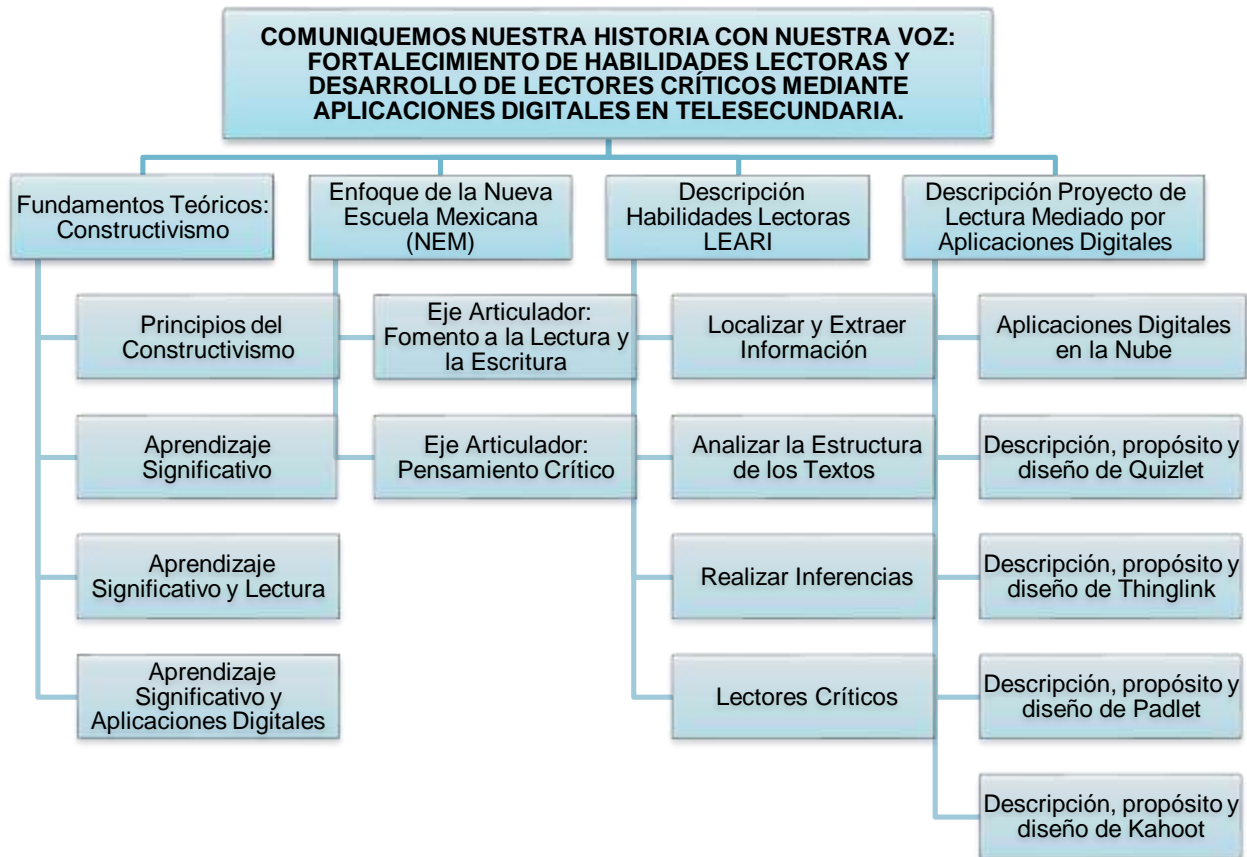 COMUNIQUEMOS NUESTRA HISTORIA CON NUESTRA VOZ:
FORTALECIMIENTO DE HABILIDADES LECTORAS Y
DESARROLLO DE LECTORES CRÍTICOS MEDIANTE
APLICACIONES DIGITALES EN TELESECUNDARIA.
Fundamentos Teóricos:
Constructivismo
Principios del
Constructivismo
Aprendizaje
Significativo
Aprendizaje
Significativo y Lectura
Aprendizaje
Significativo y
Aplicaciones Digitales
Enfoque de la Nueva
Escuela Mexicana
(NEM)
Eje Articulador:
Fomento a la Lectura y
la Escritura
Eje Articulador:
Pensamiento Crítico
Descripción
Habilidades Lectoras
LEARI
Localizar y Extraer
Información
Analizar la Estructura
de los Textos
Realizar Inferencias
Lectores Críticos
Descripción Proyecto de
Lectura Mediado por
Aplicaciones Digitales
Aplicaciones Digitales
en la Nube
Descripción, propósito y
diseño de Quizlet
Descripción, propósito y
diseño de Thinglink
Descripción, propósito y
diseño de Padlet
Descripción, propósito y
diseño de Kahoot